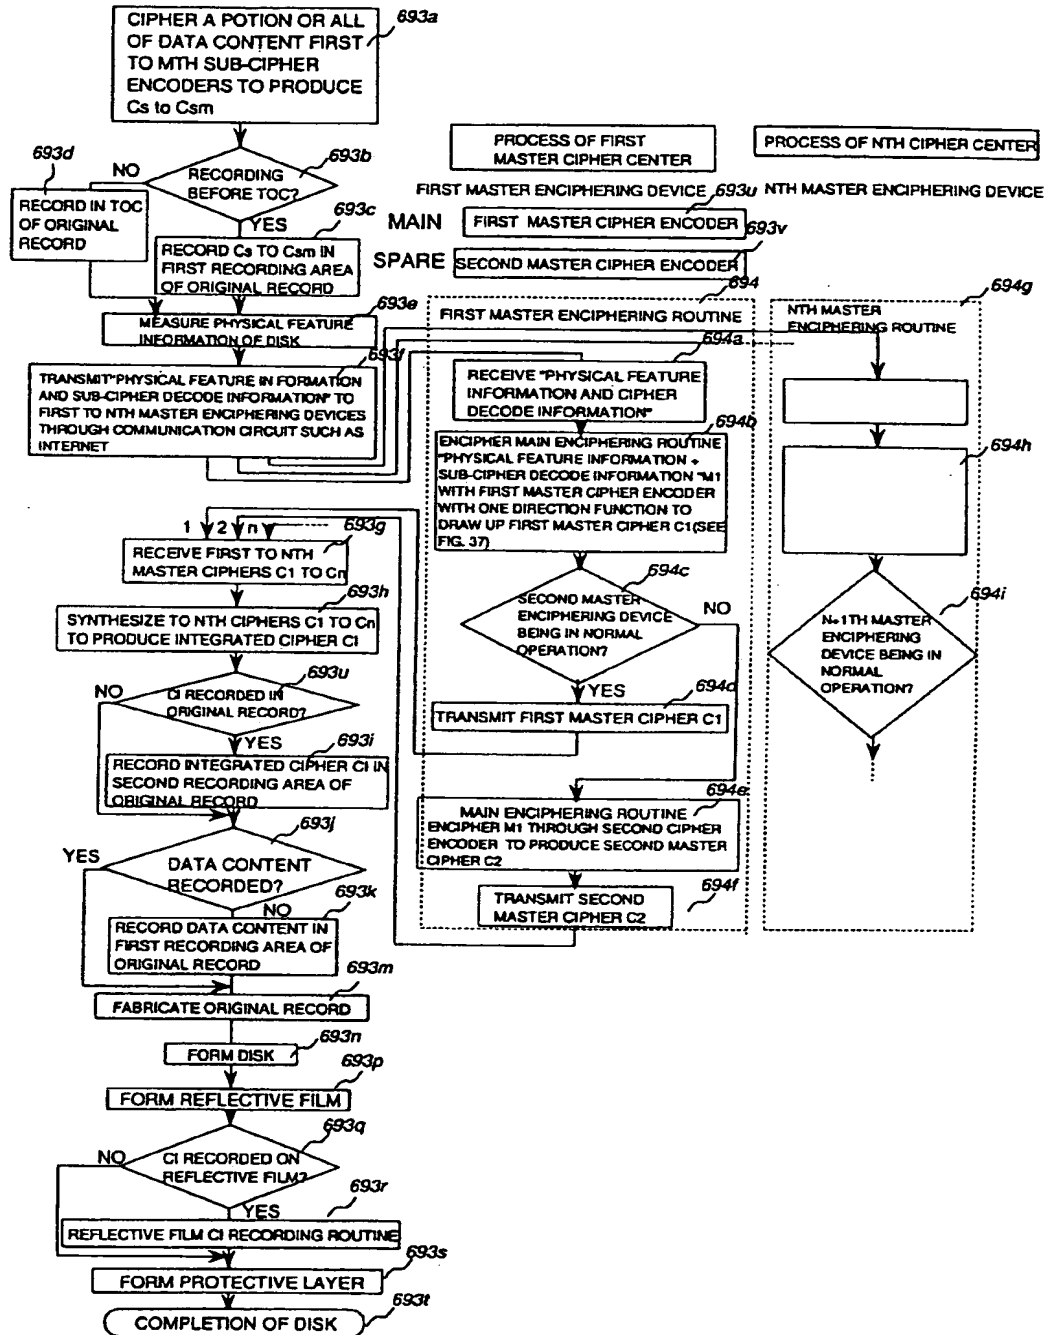 CIPHER A POTION OR ALL
OF DATA CONTENT FIRST
TO MTH SUB-CIPHER
ENCODERS TO PRODUCE
Cs to Csm
693a
693d
NO
693b
RECORDING
BEFORE TOC?
RECORD IN TOC
OF ORIGINAL
RECORD
YES
693c
RECORD Cs TO Csm IN
FIRST RECORDING AREA
OF ORIGINAL RECORD
693e
MEASURE PHYSICAL FEATURE
INFORMATION OF DISK
693f
TRANSMIT"PHYSICAL FEATURE IN FORMATION
AND SUB-CIPHER DECODE INFORMATION" TO
FIRST TO NTH MASTER ENCIPHERING DEVICES
THROUGH COMMUNICATION CIRCUIT SUCH AS
INTERNET
1 2 n
693g
RECEIVE FIRST TO NTH
MASTER CIPHERS C1 TO Cn
693h
SYNTHESIZE TO NTH CIPHERS C1 TO Cn
TO PRODUCE INTEGRATED CIPHER CI
693u
NO
CI RECORDED IN
ORIGINAL RECORD?
YES
693i
RECORD INTEGRATED CIPHER CI IN
SECOND RECORDING AREA OF
ORIGINAL RECORD
693j
YES
DATA CONTENT
RECORDED?
NO
693k
RECORD DATA CONTENT IN
FIRST RECORDING AREA OF
ORIGINAL RECORD
693m
FABRICATE ORIGINAL RECORD
693n
FORM DISK
693p
FORM REFLECTIVE FILM
693q
NO
CI RECORDED ON
REFLECTIVE FILM?
693r
YES
REFLECTIVE FILM CI RECORDING ROUTINE
693s
FORM PROTECTIVE LAYER
693t
COMPLETION OF DISK
PROCESS OF FIRST
MASTER CIPHER CENTER
FIRST MASTER ENCIPHERING DEVICE
693u
MAIN
FIRST MASTER CIPHER ENCODER
693v
SPARE
SECOND MASTER CIPHER ENCODER
694
FIRST MASTER ENCIPHERING ROUTINE
694a
RECEIVE "PHYSICAL FEATURE
INFORMATION AND CIPHER
DECODE INFORMATION"
694b
ENCIPHER MAIN ENCIPHERING ROUTINE
"PHYSICAL FEATURE INFORMATION +
SUB-CIPHER DECODE INFORMATION "M1
WITH FIRST MASTER CIPHER ENCODER
WITH ONE DIRECTION FUNCTION TO
DRAW UP FIRST MASTER CIPHER C1(SEE
FIG. 37)
694c
SECOND MASTER
ENCIPHERING DEVICE
BEING IN NORMAL
OPERATION?
NO
YES
694d
TRANSMIT FIRST MASTER CIPHER C1
694e
MAIN ENCIPHERING ROUTINE
ENCIPHER M1 THROUGH SECOND CIPHER
ENCODER TO PRODUCE SECOND MASTER
CIPHER C2
694f
TRANSMIT SECOND
MASTER CIPHER C2
PROCESS OF NTH CIPHER CENTER
NTH MASTER ENCIPHERING DEVICE
694g
NTH MASTER
ENCIPHERING ROUTINE
694h
694i
N+1TH MASTER
ENCIPHERING
DEVICE BEING IN
NORMAL
OPERATION?